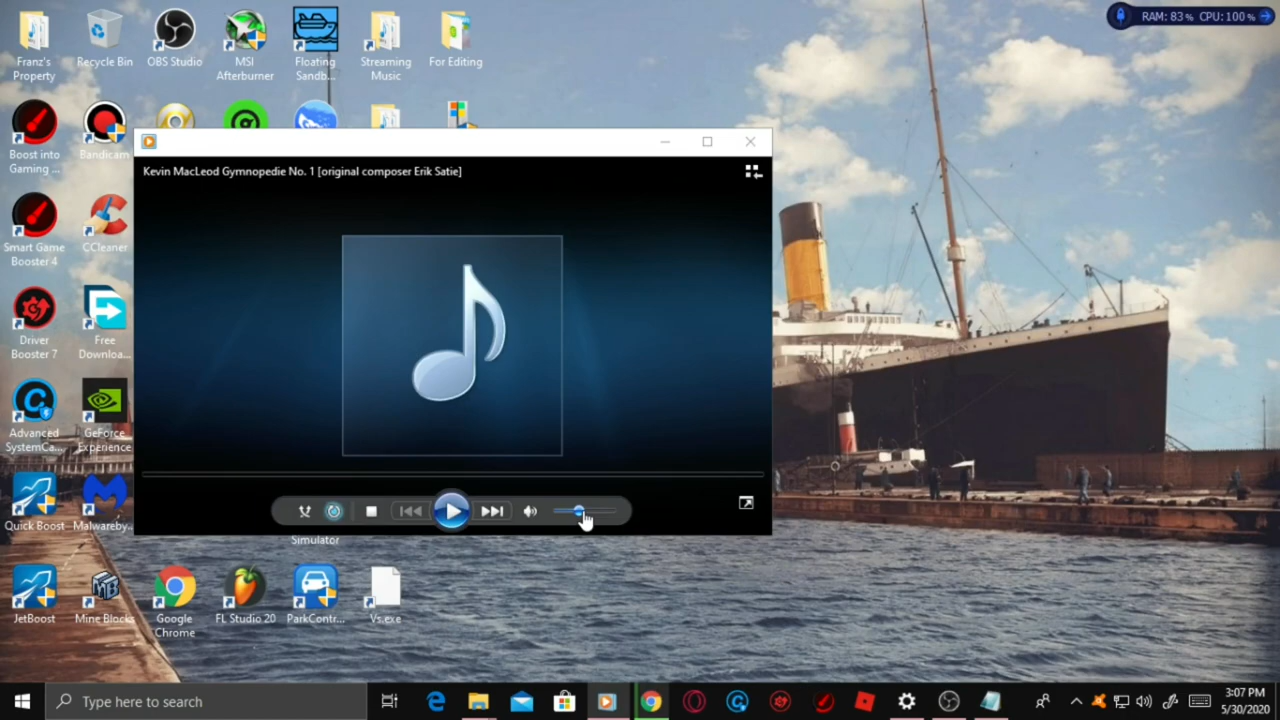 RAM: 83 % CPU: 100 %
Franz's
Property
Recycle Bin
OBS Studio
MSI
Afterburner
Floating
Sandb...
Streaming
Music
For Editing
Boost into
Gaming ...
Bandicam
Kevin MacLeod Gymnopedie No. 1 [original composer Erik Satie]
Smart Game
Booster 4
CCleaner
Driver
Booster 7
Free
Downloa...
Advanced
SystemCa...
GeForce
Experience
Quick Boost
Malwareby...
Simulator
JetBoost
Mine Blocks
Google
Chrome
FL Studio 20
ParkContr...
Vs.exe
Type here to search
3:07 PM
5/30/2020